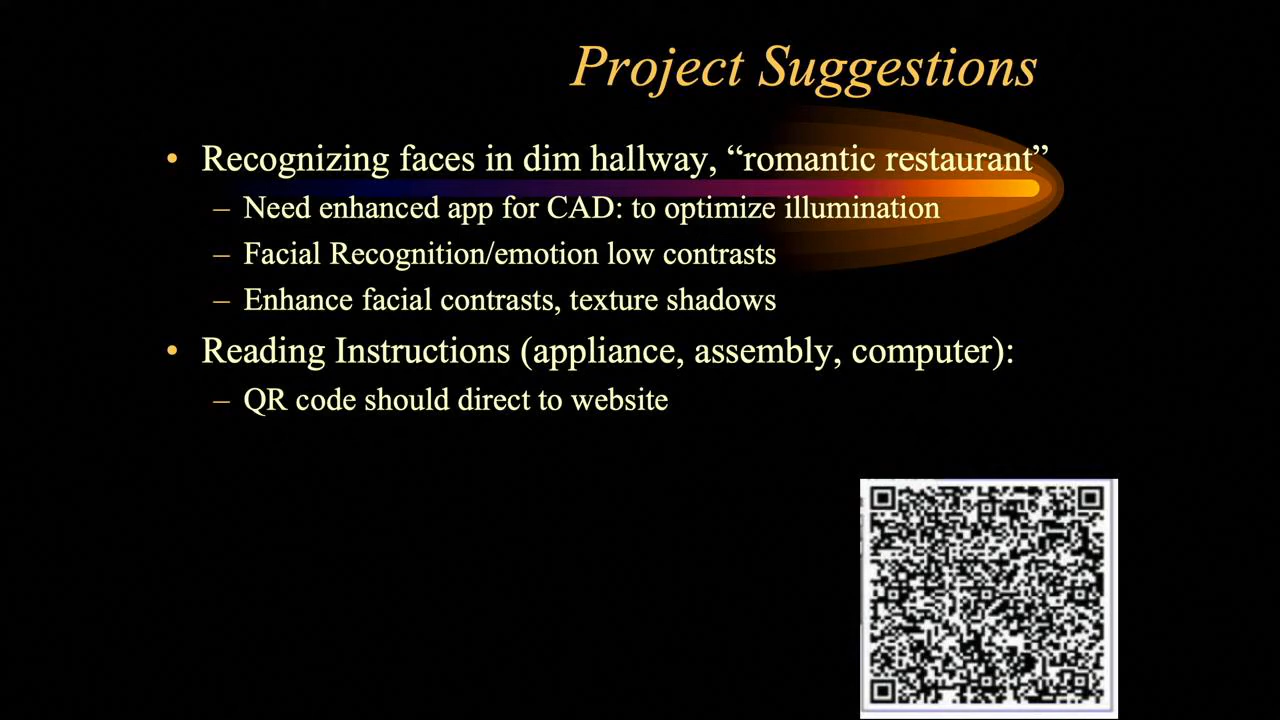 Project Suggestions
• Recognizing faces in dim hallway, “romantic restaurant”
– Need enhanced app for CAD: to optimize illumination
– Facial Recognition/emotion low contrasts
– Enhance facial contrasts, texture shadows
• Reading Instructions (appliance, assembly, computer):
– QR code should direct to website